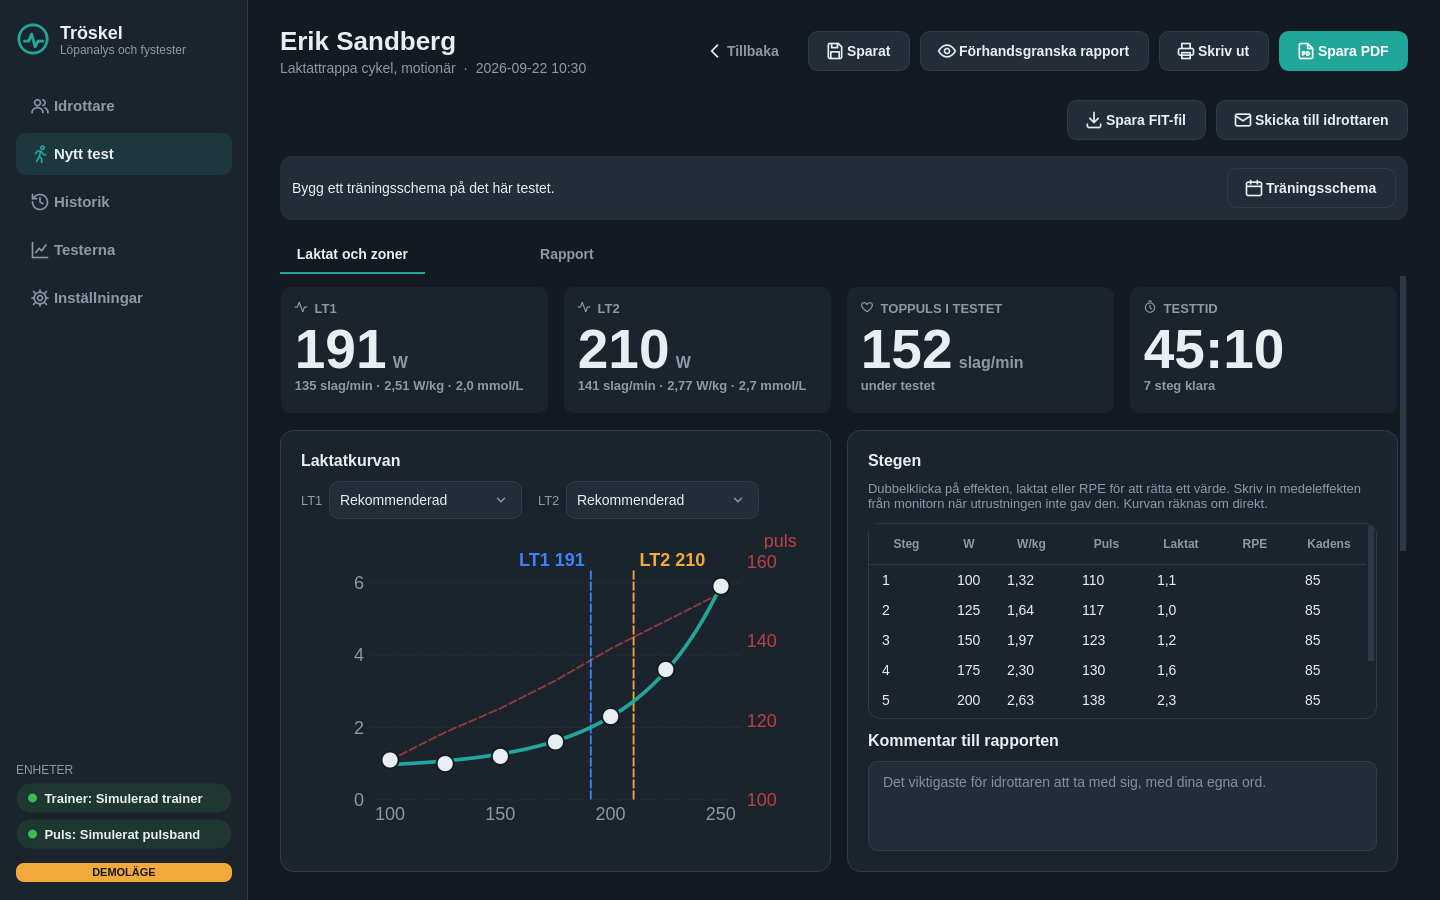 Tröskel
Löpanalys och fystester
Idrottare
Nytt test
Historik
Testerna
Inställningar
ENHETER
Trainer: Simulerad trainer
Puls: Simulerat pulsband
DEMOLÄGE
Erik Sandberg
Laktattrappa cykel, motionär · 2026-09-22 10:30
Tillbaka
Sparat
Förhandsgranska rapport
Skriv ut
Spara PDF
Spara FIT-fil
Skicka till idrottaren
Bygg ett träningsschema på det här testet.
Träningsschema
Laktat och zoner
Rapport
LT1
191 W
135 slag/min · 2,51 W/kg · 2,0 mmol/L
LT2
210 W
141 slag/min · 2,77 W/kg · 2,7 mmol/L
TOPPULS I TESTET
152 slag/min
under testet
TESTTID
45:10
7 steg klara
Laktatkurvan
LT1 Rekommenderad
LT2 Rekommenderad
puls
LT1 191
LT2 210
160
140
120
100
6
4
2
0
100 150 200 250
Stegen
Dubbelklicka på effekten, laktat eller RPE för att rätta ett värde. Skriv in medeleffekten
från monitorn när utrustningen inte gav den. Kurvan räknas om direkt.
Steg W W/kg Puls Laktat RPE Kadens
1 100 1,32 110 1,1 85
2 125 1,64 117 1,0 85
3 150 1,97 123 1,2 85
4 175 2,30 130 1,6 85
5 200 2,63 138 2,3 85
Kommentar till rapporten
Det viktigaste för idrottaren att ta med sig, med dina egna ord.